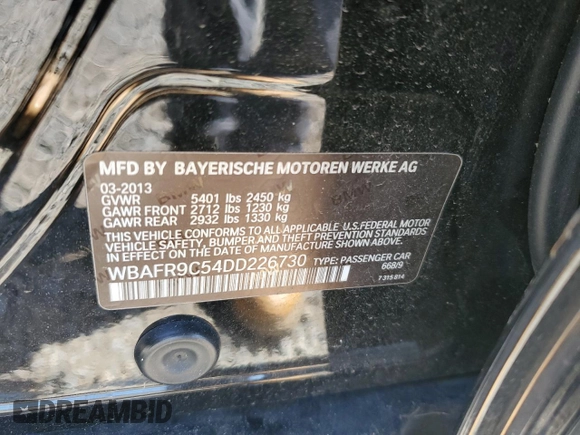 MFD BY BAYERISCHE MOTOREN WERKE AG
03-2013
GVWR 5401 lbs 2450 kg
GAWR FRONT 2712 lbs 1230 kg
GAWR REAR 2932 lbs 1330 kg
THIS VEHICLE CONFORMS TO ALL APPLICABLE U.S.FEDERAL MOTOR
VEHICLE SAFETY, BUMPER,AND THEFT PREVENTION STANDARDS
IN EFFECT ON THE DATE OF MANUFACTURE SHOWN ABOVE.
WBAFR9C54DD226730 TYPE: PASSENGER CAR
668/9
7 315 814
DREAMBID